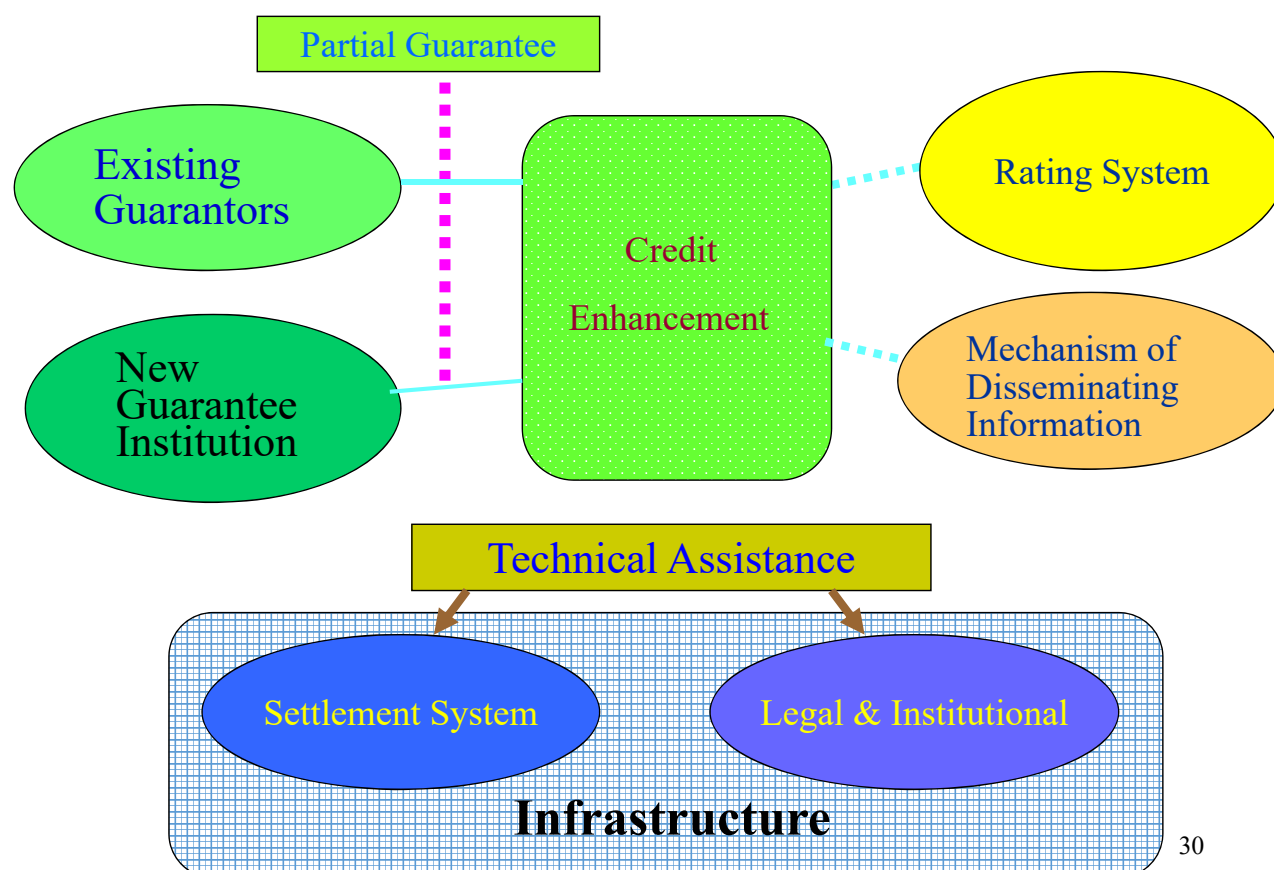 Partial Guarantee
Existing
Guarantors
Credit
Enhancement
Rating System
New
Guarantee
Institution
Mechanism of
Disseminating
Information
Technical Assistance
Settlement System
Legal & Institutional
Infrastructure
30